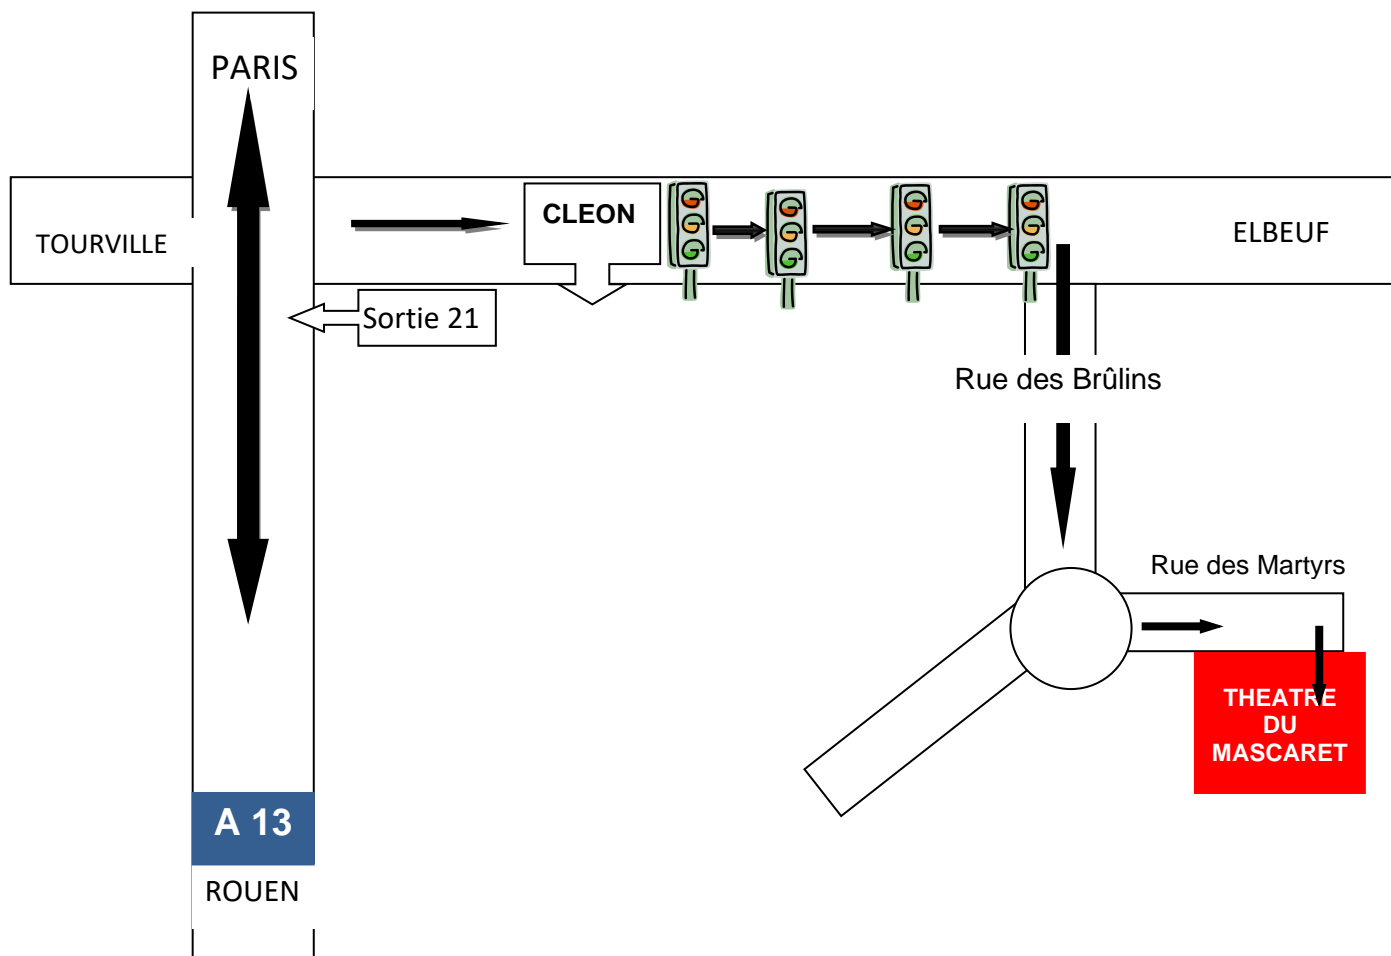 PARIS
CLEON
TOURVILLE
ELBEUF
Sortie 21
Rue des Brûlins
Rue des Martyrs
THEATRE
DU
MASCARET
A 13
ROUEN